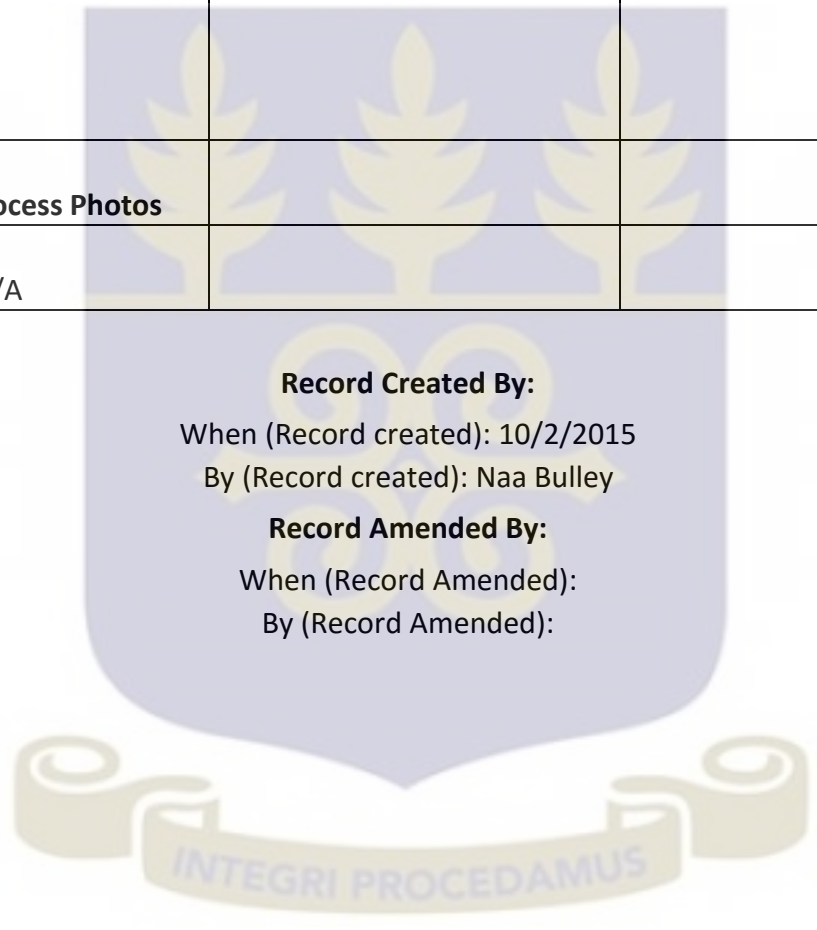 ocess Photos
/A
Record Created By:
When (Record created): 10/2/2015
By (Record created): Naa Bulley
Record Amended By:
When (Record Amended):
By (Record Amended):
INTEGRI PROCEDAMUS